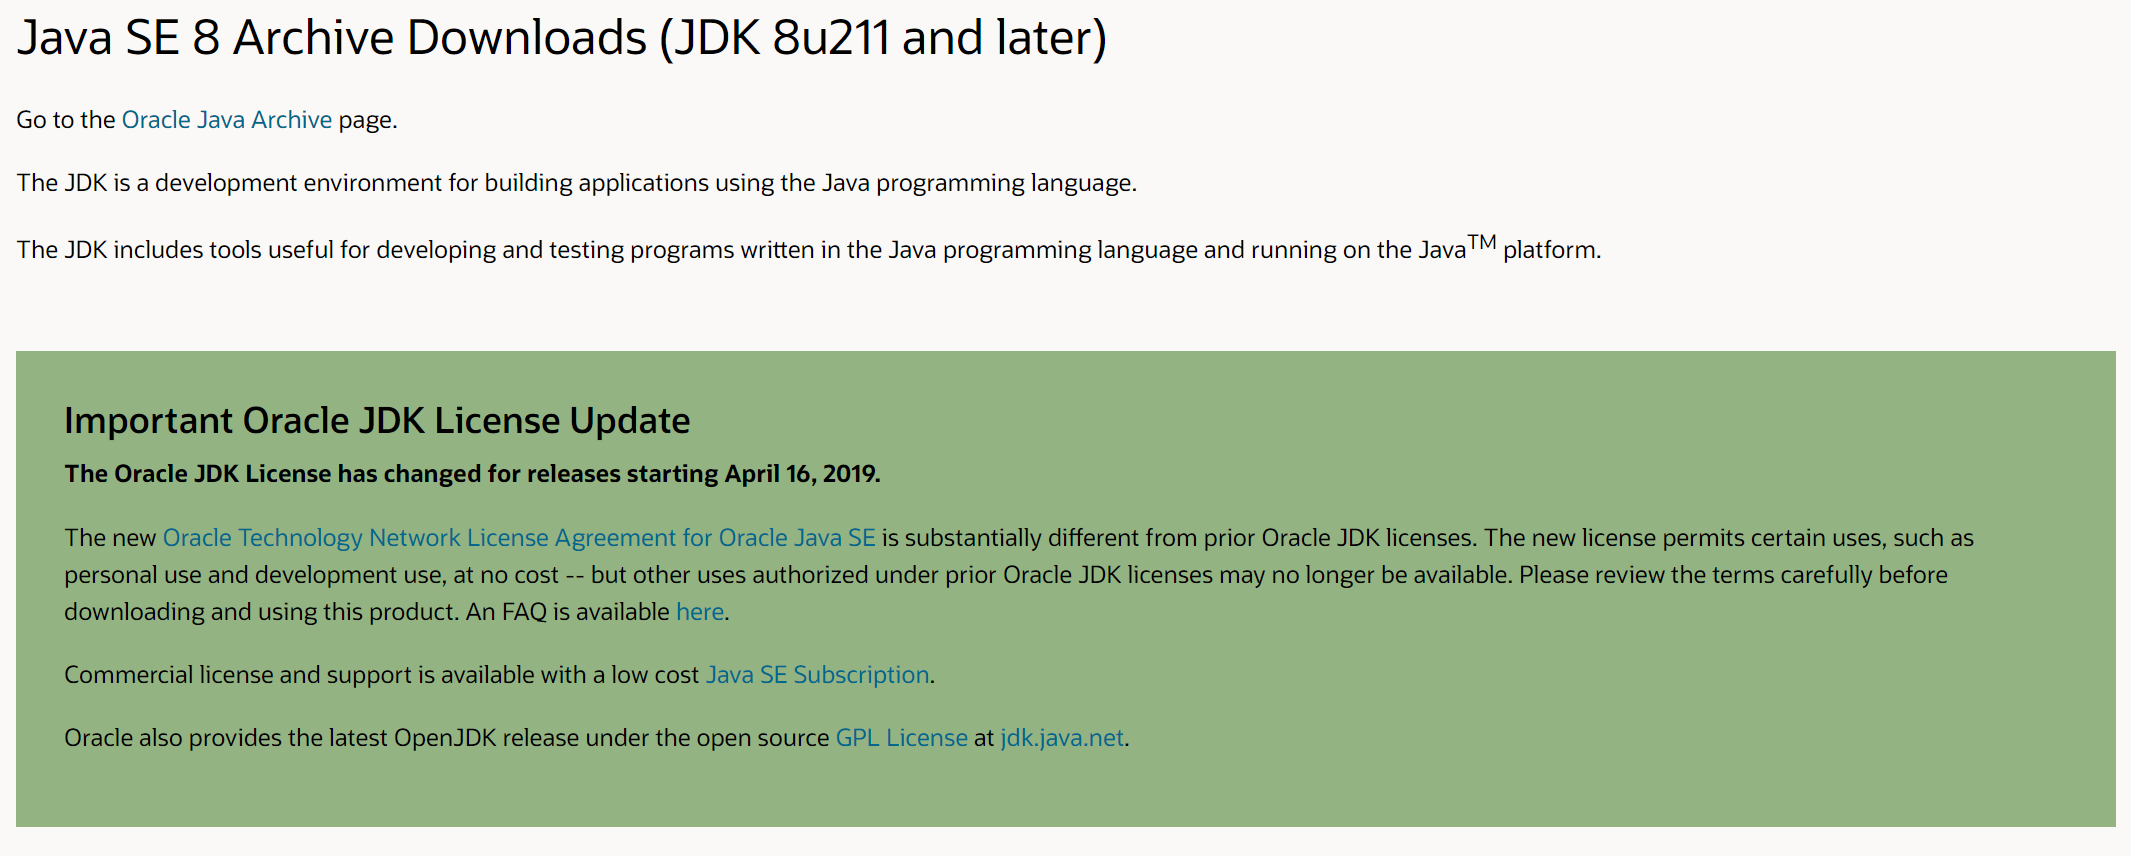 Java SE 8 Archive Downloads (JDK 8u211 and later)
Go to the Oracle Java Archive page.
The JDK is a development environment for building applications using the Java programming language.
The JDK includes tools useful for developing and testing programs written in the Java programming language and running on the Java™ platform.
Important Oracle JDK License Update
The Oracle JDK License has changed for releases starting April 16, 2019.
The new Oracle Technology Network License Agreement for Oracle Java SE is substantially different from prior Oracle JDK licenses. The new license permits certain uses, such as
personal use and development use, at no cost -- but other uses authorized under prior Oracle JDK licenses may no longer be available. Please review the terms carefully before
downloading and using this product. An FAQ is available here.
Commercial license and support is available with a low cost Java SE Subscription.
Oracle also provides the latest OpenJDK release under the open source GPL License at jdk.java.net.